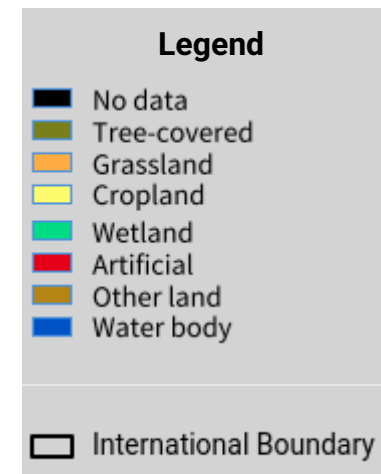 Legend
No data
Tree-covered
Grassland
Cropland
Wetland
Artificial
Other land
Water body
International Boundary